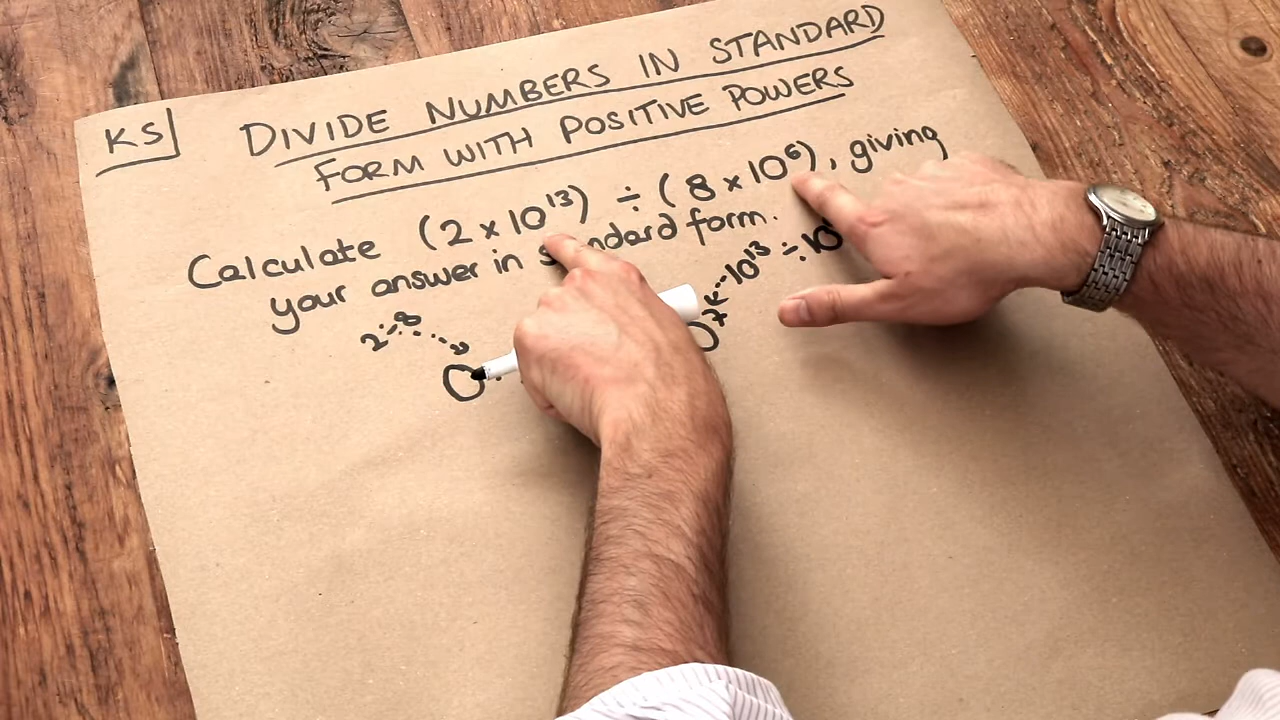 KS
DIVIDE NUMBERS IN STANDARD
FORM WITH POSITIVE POWERS
Calculate (2 × 10¹³) ÷ (8 × 10⁶), giving
your answer in standard form.
2÷8
10¹³ ÷ 10